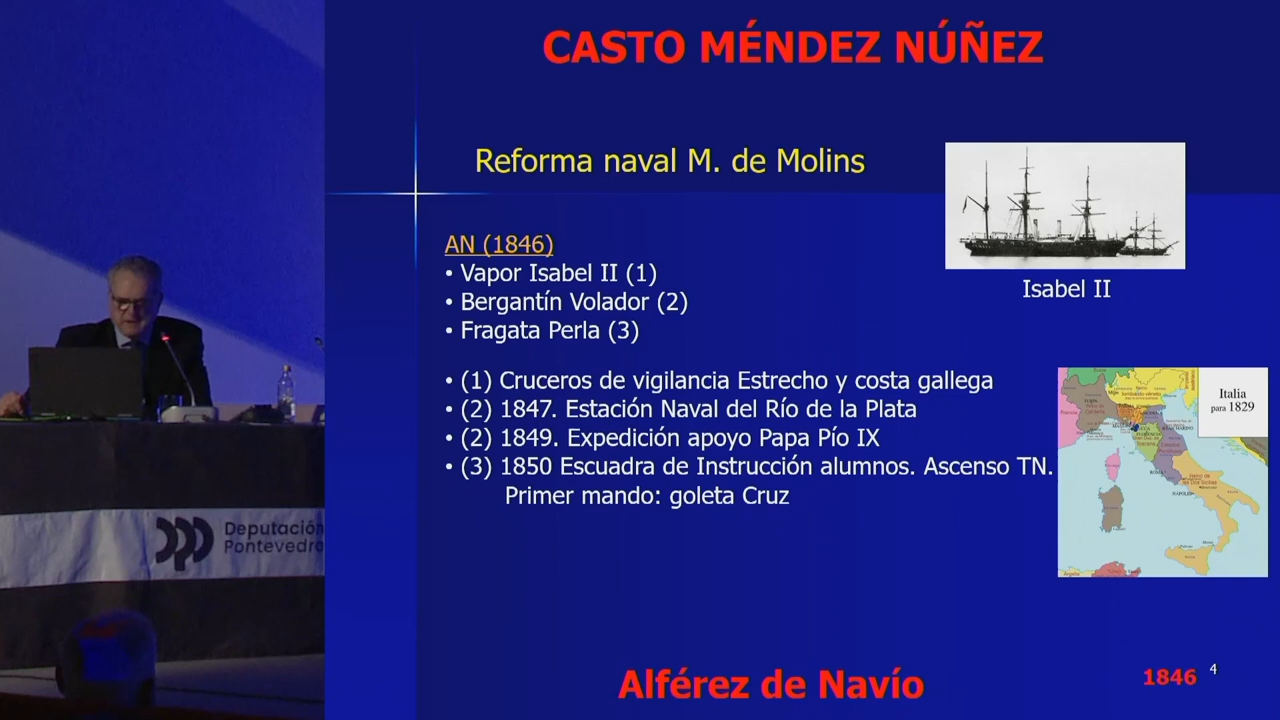 CASTO MÉNDEZ NÚÑEZ
Reforma naval M. de Molins
AN (1846)
• Vapor Isabel II (1)
• Bergantín Volador (2)
• Fragata Perla (3)
Isabel II
• (1) Cruceros de vigilancia Estrecho y costa gallega
• (2) 1847. Estación Naval del Río de la Plata
• (2) 1849. Expedición apoyo Papa Pío IX
• (3) 1850 Escuadra de Instrucción alumnos. Ascenso TN.
Primer mando: goleta Cruz
Italia
para 1829
Deputación
Pontevedra
Alférez de Navío
1846
4